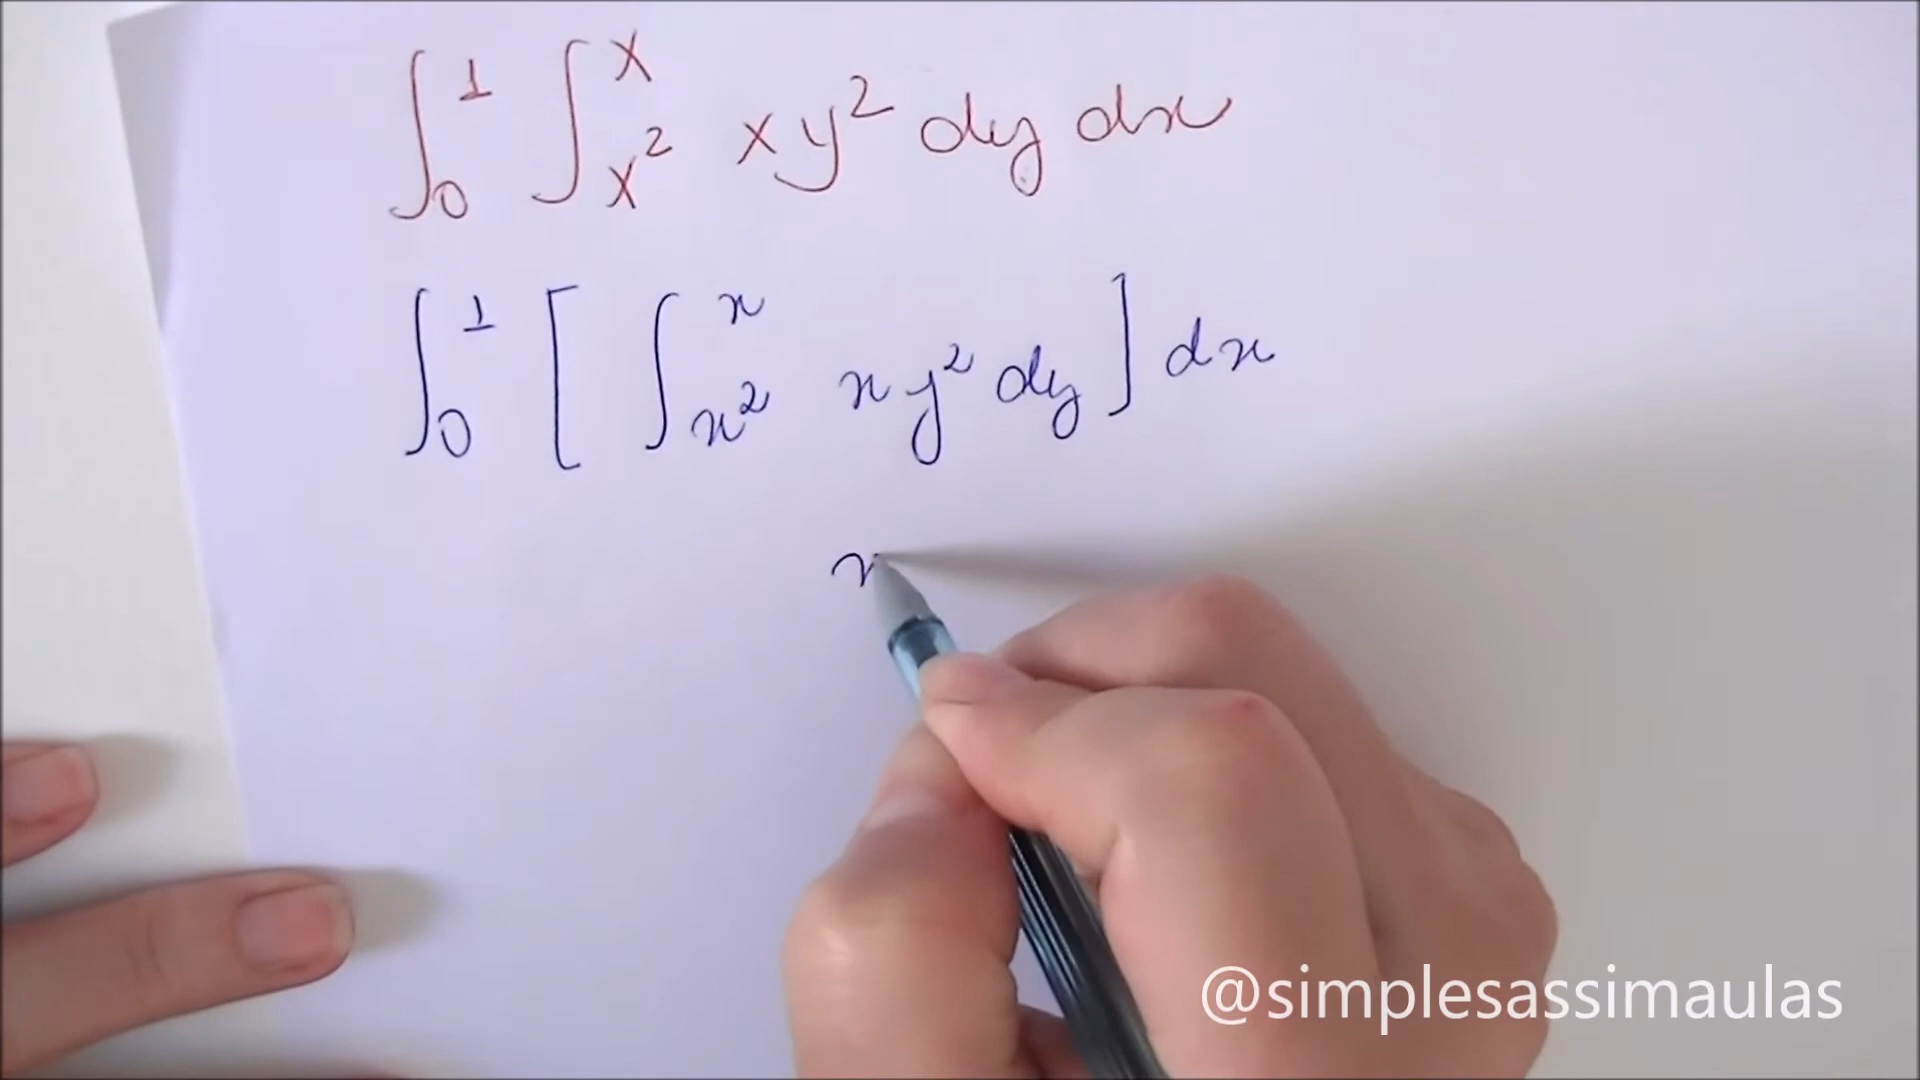 ∫₀¹ ∫ₓ²ˣ xy² dy dx
∫₀¹ [ ∫ₓ²ˣ xy² dy ] dx
x
@simplesassimaulas